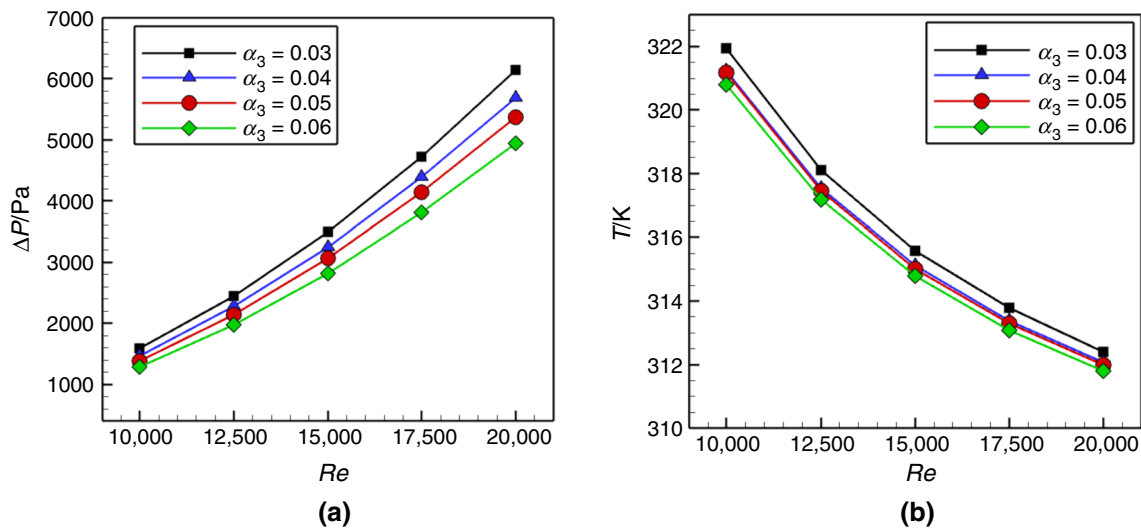 7000
6000
5000
4000
3000
2000
1000
ΔP/Pa
α₃ = 0.03
α₃ = 0.04
α₃ = 0.05
α₃ = 0.06
10,000 12,500 15,000 17,500 20,000
Re
(a)
322
320
318
316
314
312
310
T/K
α₃ = 0.03
α₃ = 0.04
α₃ = 0.05
α₃ = 0.06
10,000 12,500 15,000 17,500 20,000
Re
(b)